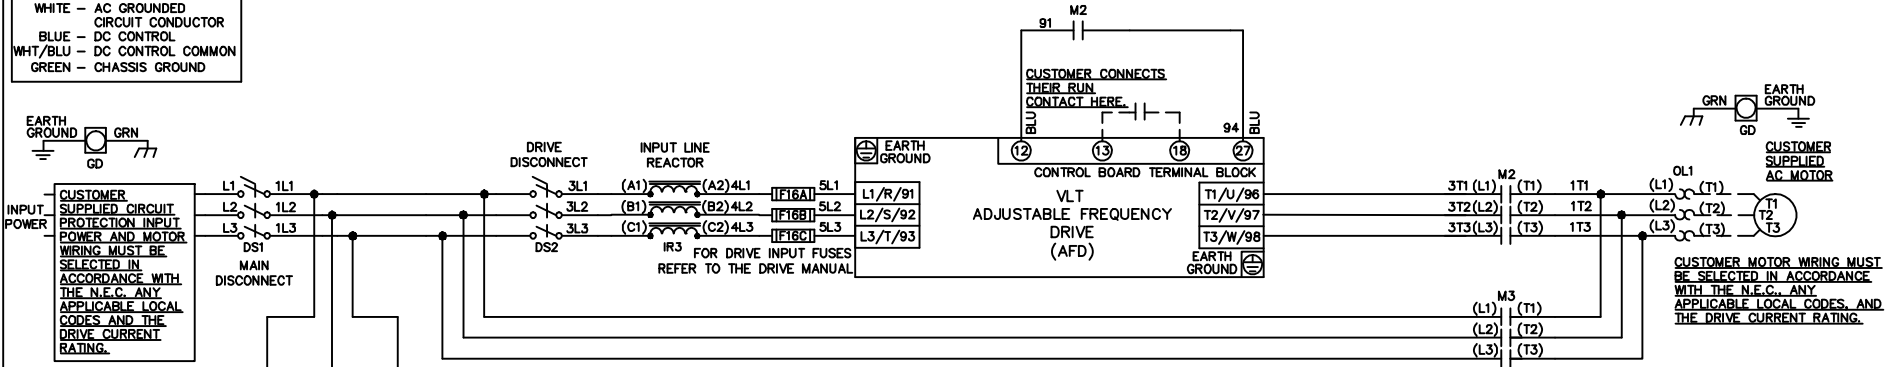 WHITE – AC GROUNDED
CIRCUIT CONDUCTOR
BLUE – DC CONTROL
WHT/BLU – DC CONTROL COMMON
GREEN – CHASSIS GROUND
EARTH
GROUND
GRN
GD
INPUT
POWER
CUSTOMER
SUPPLIED CIRCUIT
PROTECTION INPUT
POWER AND MOTOR
WIRING MUST BE
SELECTED IN
ACCORDANCE WITH
THE N.E.C. ANY
APPLICABLE LOCAL
CODES AND THE
DRIVE CURRENT
RATING.
L1 1L1
L2 1L2
L3 1L3
DS1
MAIN
DISCONNECT
DRIVE
DISCONNECT
3L1
3L2
3L3
DS2
INPUT LINE
REACTOR
(A1) (A2) 4L1
(B1) (B2) 4L2
(C1) (C2) 4L3
IR3
F16A 5L1
F16B 5L2
F16C 5L3
FOR DRIVE INPUT FUSES
REFER TO THE DRIVE MANUAL
M2
91
CUSTOMER CONNECTS
THEIR RUN
CONTACT HERE.
BLU
94
BLU
12 13 18 27
CONTROL BOARD TERMINAL BLOCK
EARTH
GROUND
L1/R/91
L2/S/92
L3/T/93
VLT
ADJUSTABLE FREQUENCY
DRIVE
(AFD)
T1/U/96
T2/V/97
T3/W/98
EARTH
GROUND
M2
3T1 (L1) (T1) 1T1
3T2 (L2) (T2) 1T2
3T3 (L3) (T3) 1T3
M3
(L1) (T1)
(L2) (T2)
(L3) (T3)
GRN
EARTH
GROUND
GD
CUSTOMER
SUPPLIED
AC MOTOR
OL1
(L1) (T1)
(L2) (T2)
(L3) (T3)
T1
T2
T3
CUSTOMER MOTOR WIRING MUST
BE SELECTED IN ACCORDANCE
WITH THE N.E.C., ANY
APPLICABLE LOCAL CODES, AND
THE DRIVE CURRENT RATING.